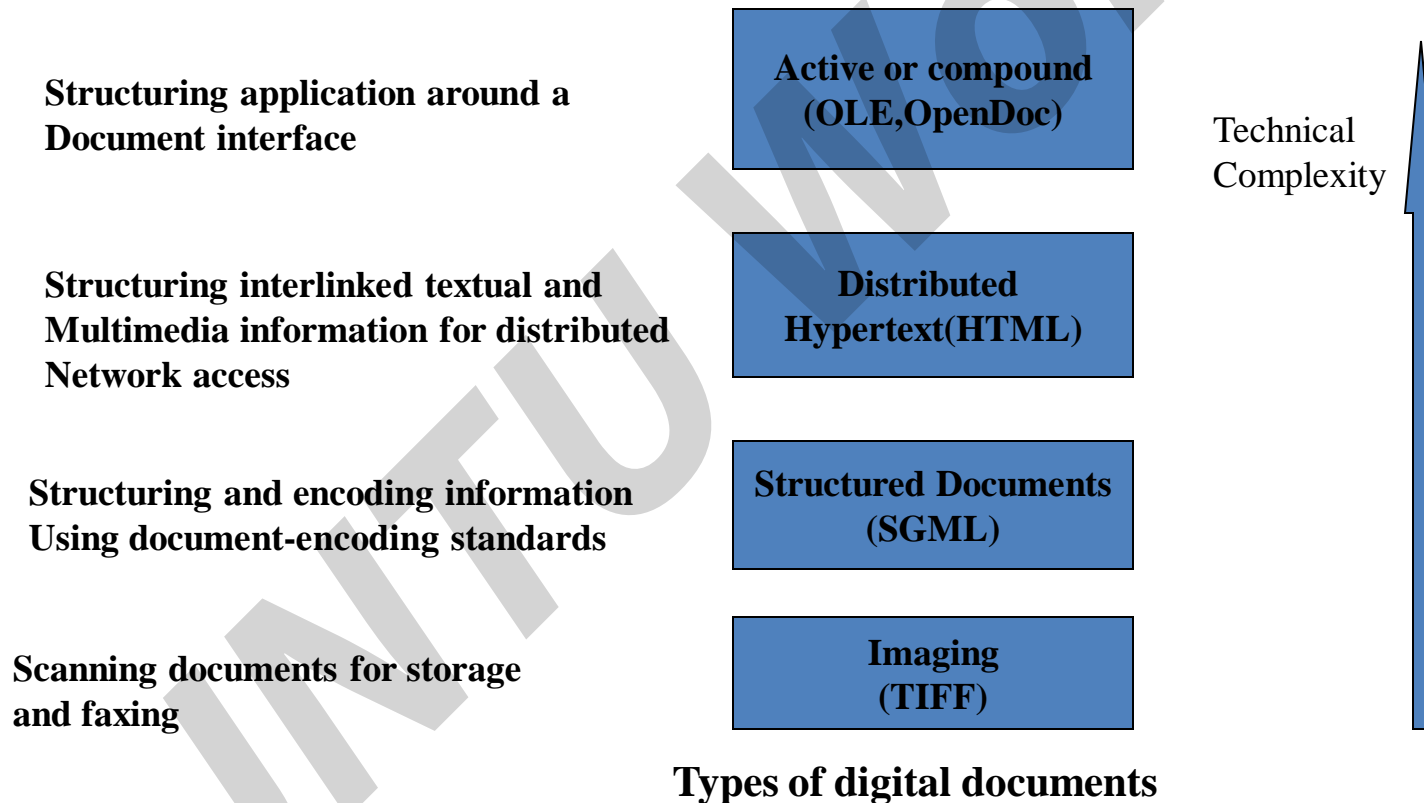 Structuring application around a
Document interface
Active or compound
(OLE,OpenDoc)
Technical
Complexity
Structuring interlinked textual and
Multimedia information for distributed
Network access
Distributed
Hypertext(HTML)
Structuring and encoding information
Using document-encoding standards
Structured Documents
(SGML)
Scanning documents for storage
and faxing
Imaging
(TIFF)
Types of digital documents
INTU